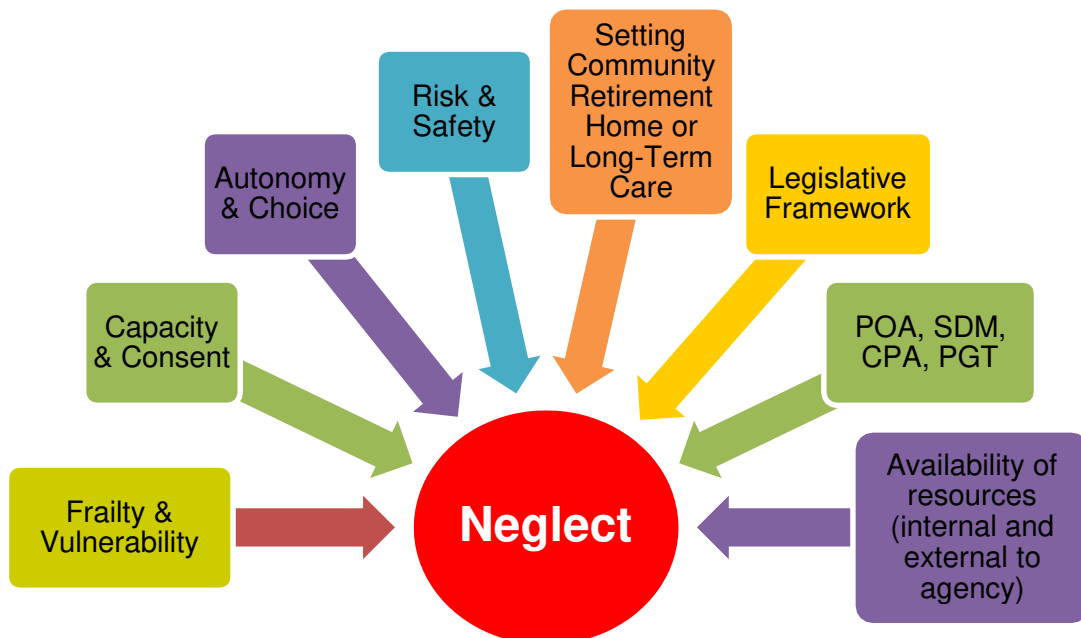 Frailty &
Vulnerability
Capacity
& Consent
Autonomy
& Choice
Risk &
Safety
Setting
Community
Retirement
Home or
Long-Term
Care
Legislative
Framework
POA, SDM,
CPA, PGT
Availability of
resources
(internal and
external to
agency)
Neglect